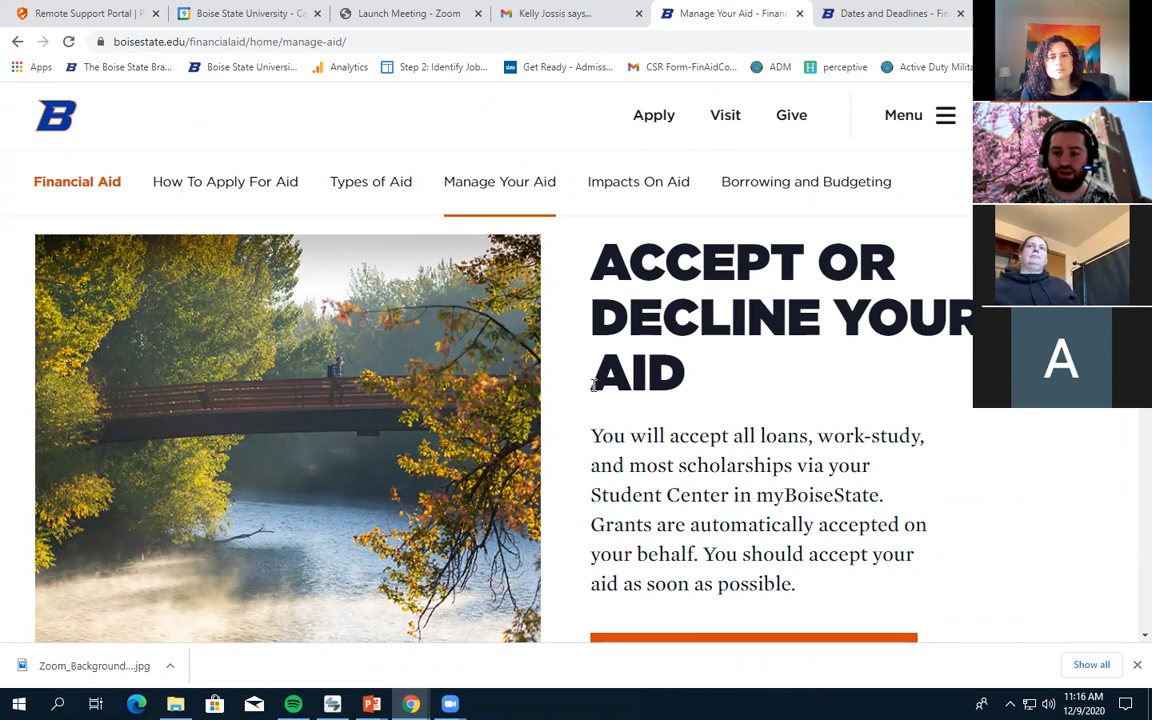 Remote Support Portal | P
Boise State University - Ca
Launch Meeting - Zoom
Kelly Jossis says...
Manage Your Aid - Financ
Dates and Deadlines - Fin
boisestate.edu/financialaid/home/manage-aid/
Apps
The Boise State Bra...
Boise State Universi...
Analytics
Step 2: Identify Job...
Get Ready - Admiss...
CSR Form-FinAidCo...
ADM
perceptive
Active Duty Milit
B
Apply
Visit
Give
Menu
Financial Aid
How To Apply For Aid
Types of Aid
Manage Your Aid
Impacts On Aid
Borrowing and Budgeting
ACCEPT OR
DECLINE YOUR
AID
You will accept all loans, work-study,
and most scholarships via your
Student Center in myBoiseState.
Grants are automatically accepted on
your behalf. You should accept your
aid as soon as possible.
A
Zoom_Background....jpg
Show all
11:16 AM
12/9/2020